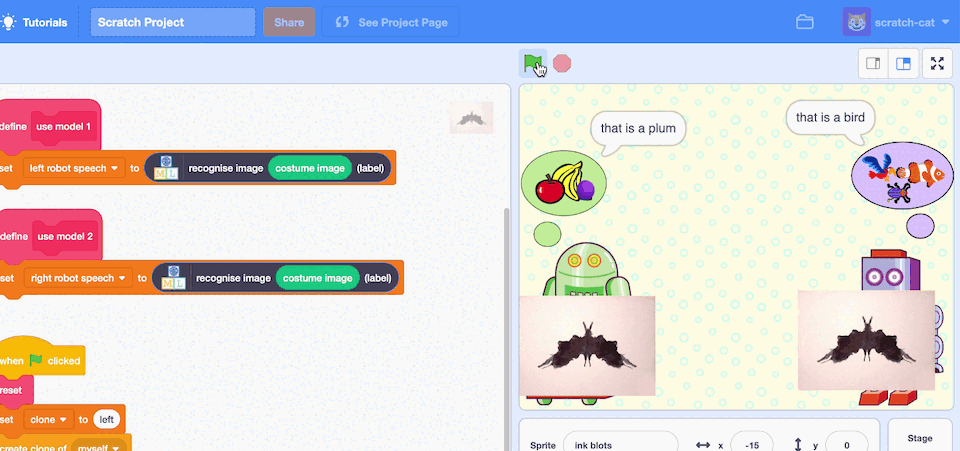 Tutorials
Scratch Project
Share
See Project Page
scratch-cat
define use model 1
set left robot speech to ML recognise image costume image (label)
define use model 2
set right robot speech to ML recognise image costume image (label)
when clicked
reset
set clone to left
create clone of myself
that is a plum
that is a bird
Sprite ink blots x -15 y 0
Stage